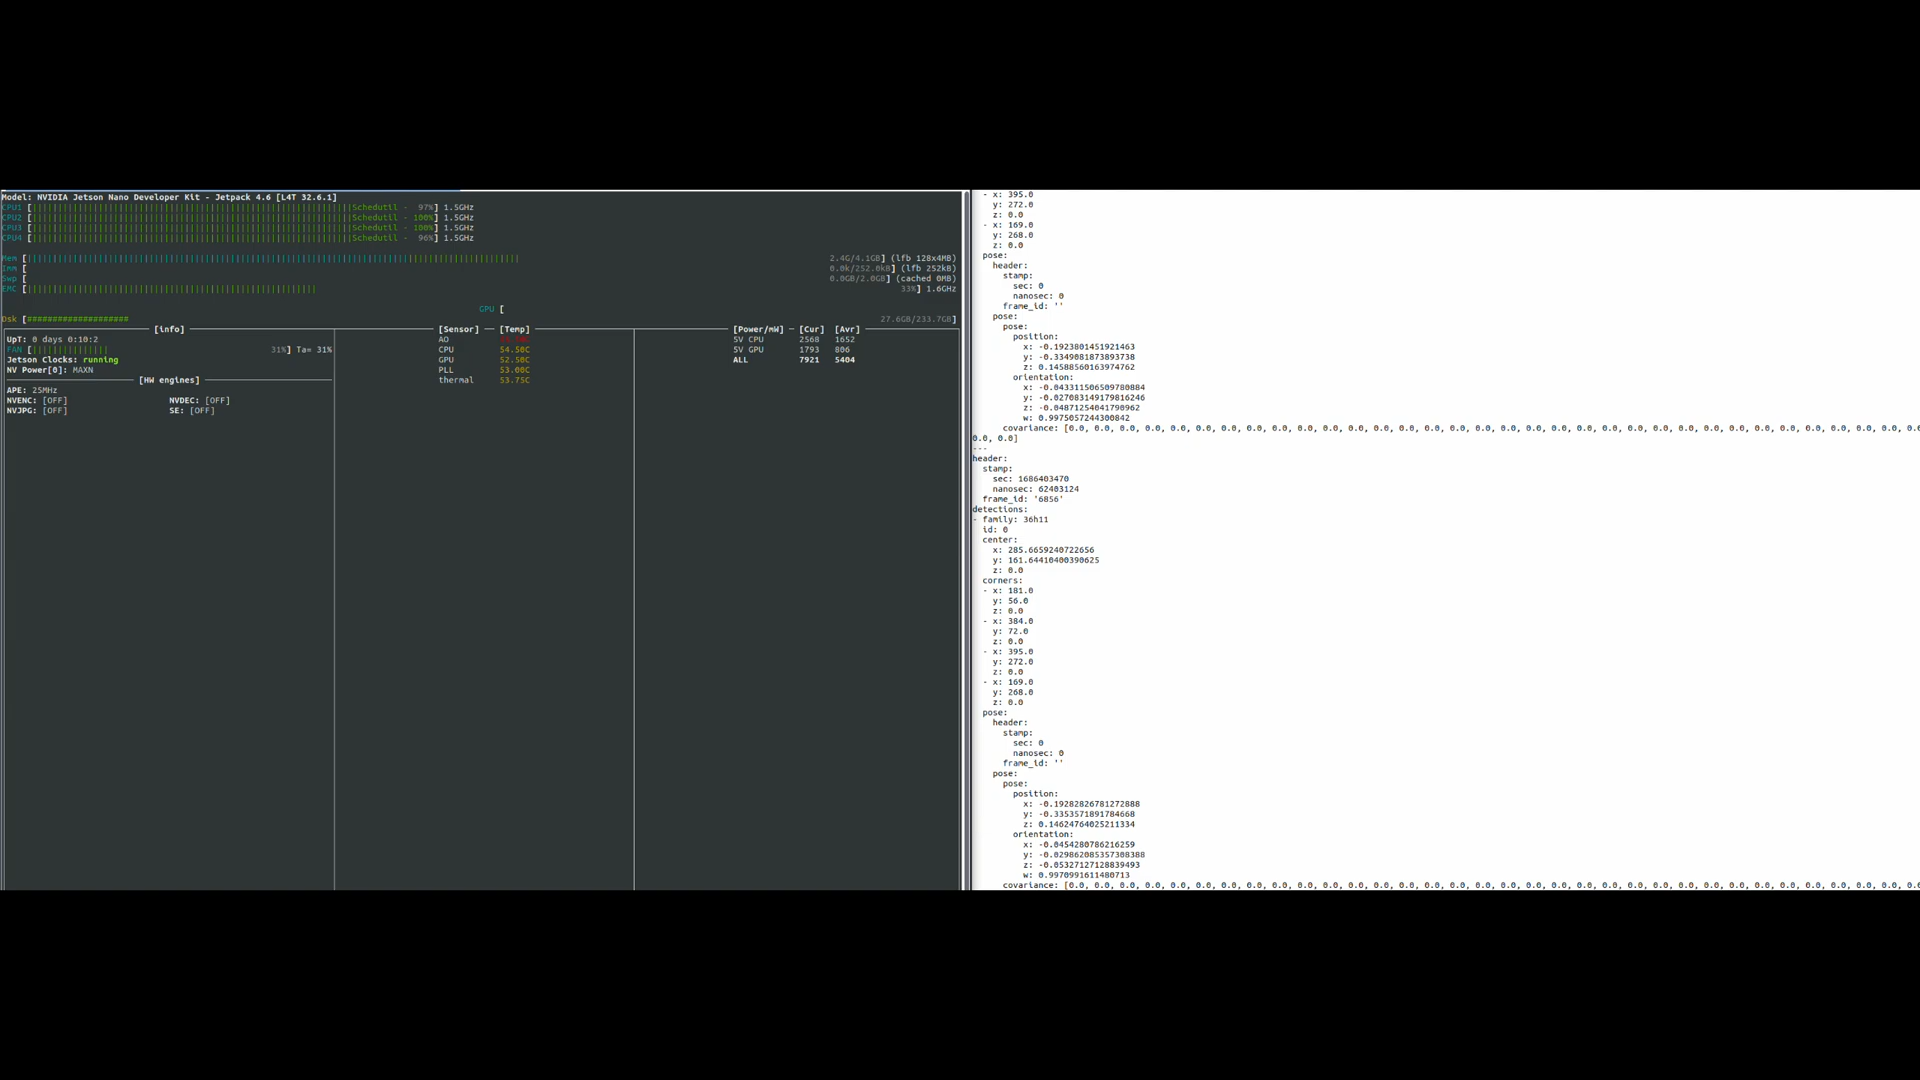 Model: NVIDIA Jetson Nano Developer Kit - Jetpack 4.6 [L4T 32.6.1]
CPU1 [Schedutil - 97%] 1.5GHz
CPU2 [Schedutil - 100%] 1.5GHz
CPU3 [Schedutil - 100%] 1.5GHz
CPU4 [Schedutil - 96%] 1.5GHz
Mem [2.4G/4.1GB] (lfb 128x4MB)
Imm [0.0k/252.0kB] (lfb 252kB)
Swp [0.0GB/2.0GB] (cached 0MB)
EMC [33%] 1.6GHz
GPU [
Dsk [####################27.6GB/233.7GB]
[info] [Sensor] [Temp] [Power/mW] [Cur] [Avr]
UpT: 0 days 0:10:2 AO 5V CPU 2568 1652
FAN [31%] Ta= 31% CPU 54.50C 5V GPU 1793 806
Jetson Clocks: running GPU 52.50C ALL 7921 5404
NV Power[0]: MAXN PLL 53.00C
[HW engines] thermal 53.75C
APE: 25MHz
NVENC: [OFF] NVDEC: [OFF]
NVJPG: [OFF] SE: [OFF]
- x: 395.0
y: 272.0
z: 0.0
- x: 169.0
y: 268.0
z: 0.0
pose:
header:
stamp:
sec: 0
nanosec: 0
frame_id: ''
pose:
pose:
position:
x: -0.1923801451921463
y: -0.3349081873893738
z: 0.14588560163974762
orientation:
x: -0.043311506509780884
y: -0.027083149179816246
z: -0.04871254041790962
w: 0.9975057244300842
covariance: [0.0, 0.0, 0.0, 0.0, 0.0, 0.0, 0.0, 0.0, 0.0, 0.0, 0.0, 0.0, 0.0, 0.0, 0.0, 0.0, 0.0, 0.0, 0.0, 0.0, 0.0, 0.0, 0.0, 0.0, 0.0, 0.0, 0.0, 0.0, 0.0, 0.0, 0.0, 0.0, 0.0, 0.0
0.0, 0.0]
---
header:
stamp:
sec: 1686403470
nanosec: 62403124
frame_id: '6856'
detections:
- family: 36h11
id: 0
center:
x: 285.6659240722656
y: 161.64410400390625
z: 0.0
corners:
- x: 181.0
y: 56.0
z: 0.0
- x: 384.0
y: 72.0
z: 0.0
- x: 395.0
y: 272.0
z: 0.0
- x: 169.0
y: 268.0
z: 0.0
pose:
header:
stamp:
sec: 0
nanosec: 0
frame_id: ''
pose:
pose:
position:
x: -0.19282826781272888
y: -0.3353571891784668
z: 0.14624764025211334
orientation:
x: -0.0454280786216259
y: -0.029862085357308388
z: -0.05327127128839493
w: 0.9970991611480713
covariance: [0.0, 0.0, 0.0, 0.0, 0.0, 0.0, 0.0, 0.0, 0.0, 0.0, 0.0, 0.0, 0.0, 0.0, 0.0, 0.0, 0.0, 0.0, 0.0, 0.0, 0.0, 0.0, 0.0, 0.0, 0.0, 0.0, 0.0, 0.0, 0.0, 0.0, 0.0, 0.0, 0.0, 0.0